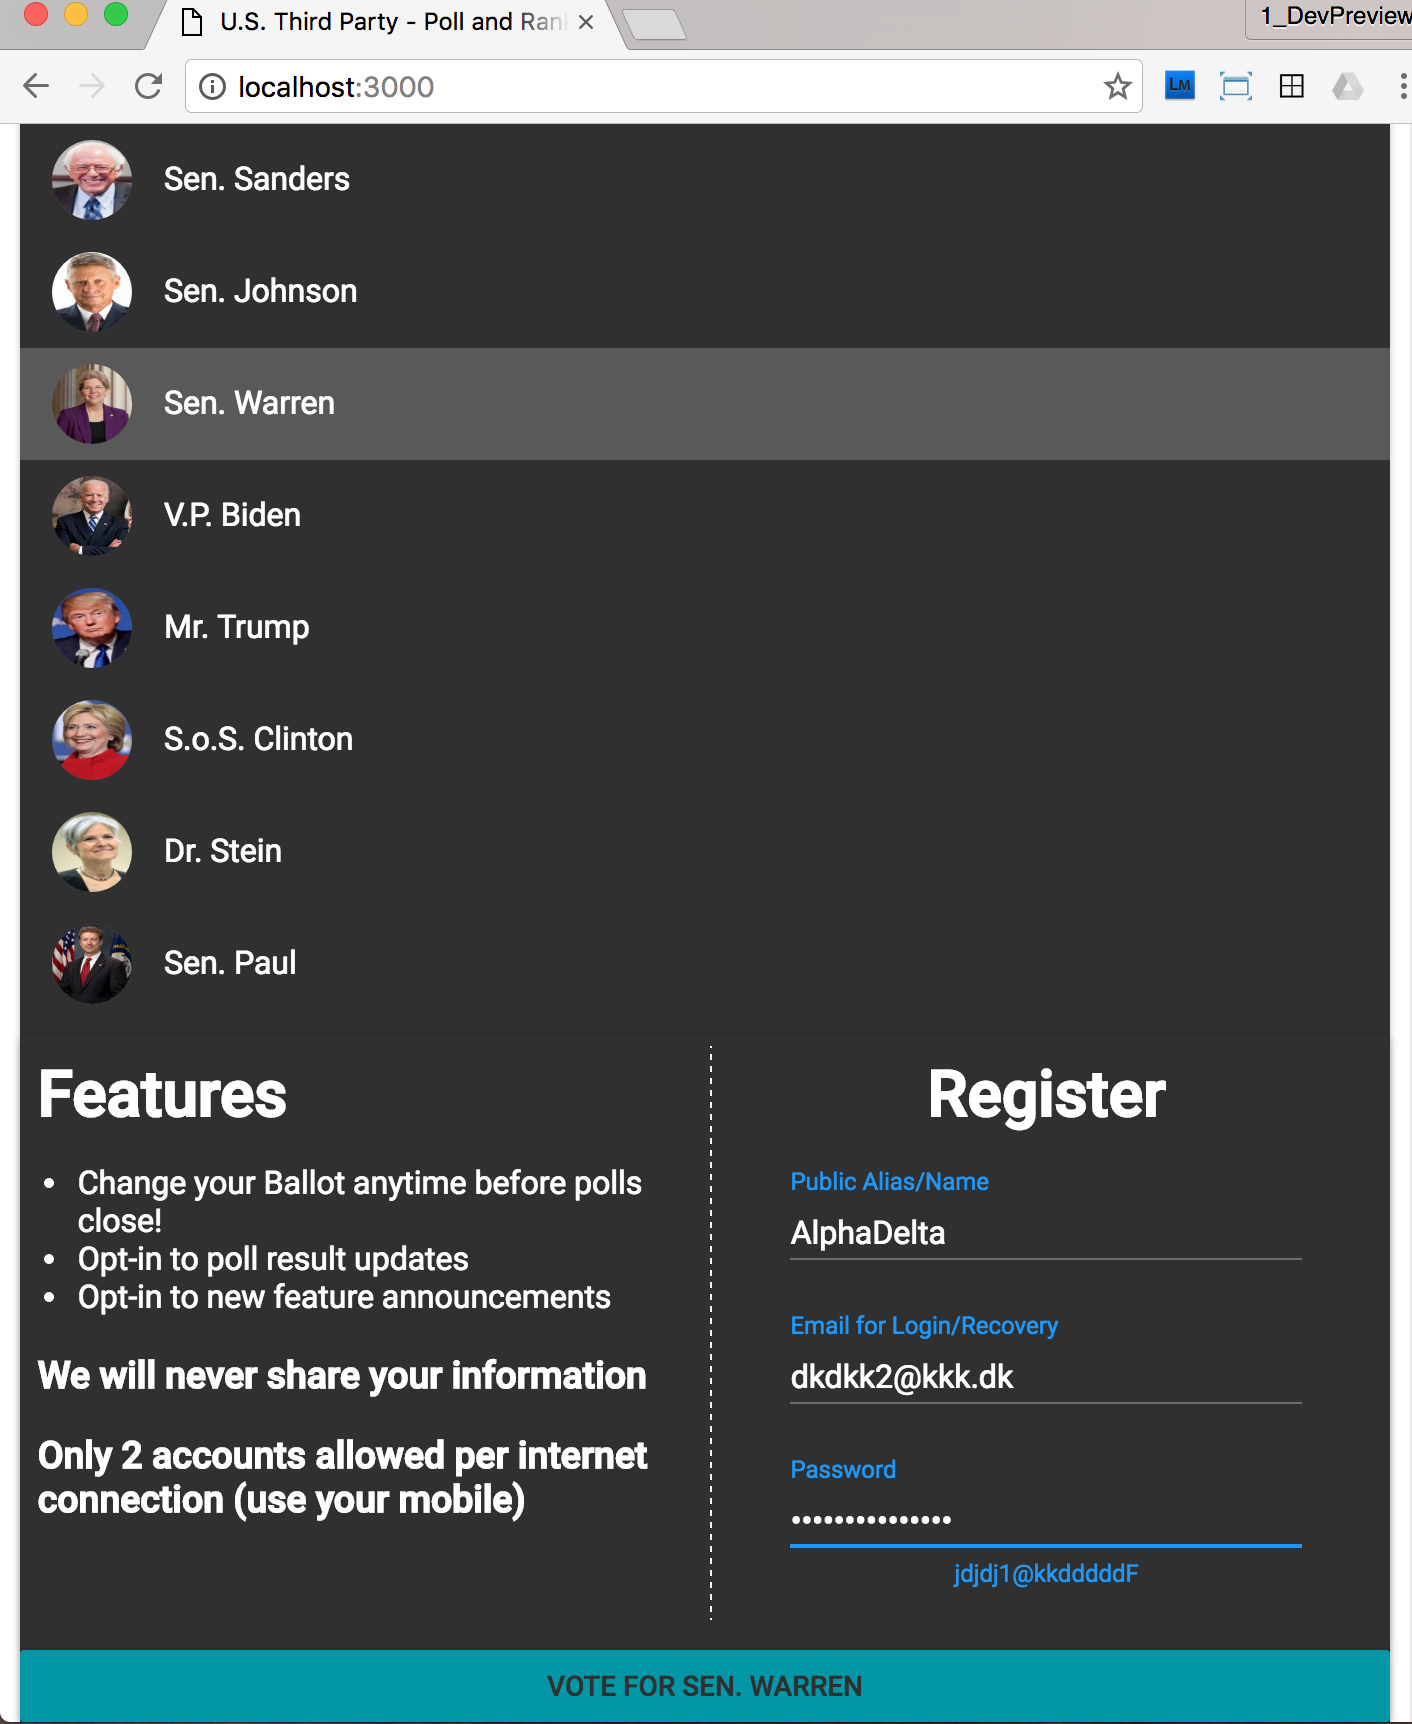 U.S. Third Party - Poll and Ran
1_DevPreview
localhost:3000
LM
Sen. Sanders
Sen. Johnson
Sen. Warren
V.P. Biden
Mr. Trump
S.o.S. Clinton
Dr. Stein
Sen. Paul
Features
• Change your Ballot anytime before polls
close!
• Opt-in to poll result updates
• Opt-in to new feature announcements
We will never share your information
Only 2 accounts allowed per internet
connection (use your mobile)
Register
Public Alias/Name
AlphaDelta
Email for Login/Recovery
dkdkk2@kkk.dk
Password
•••••••••••••••
jdjdj1@kkdddddF
VOTE FOR SEN. WARREN